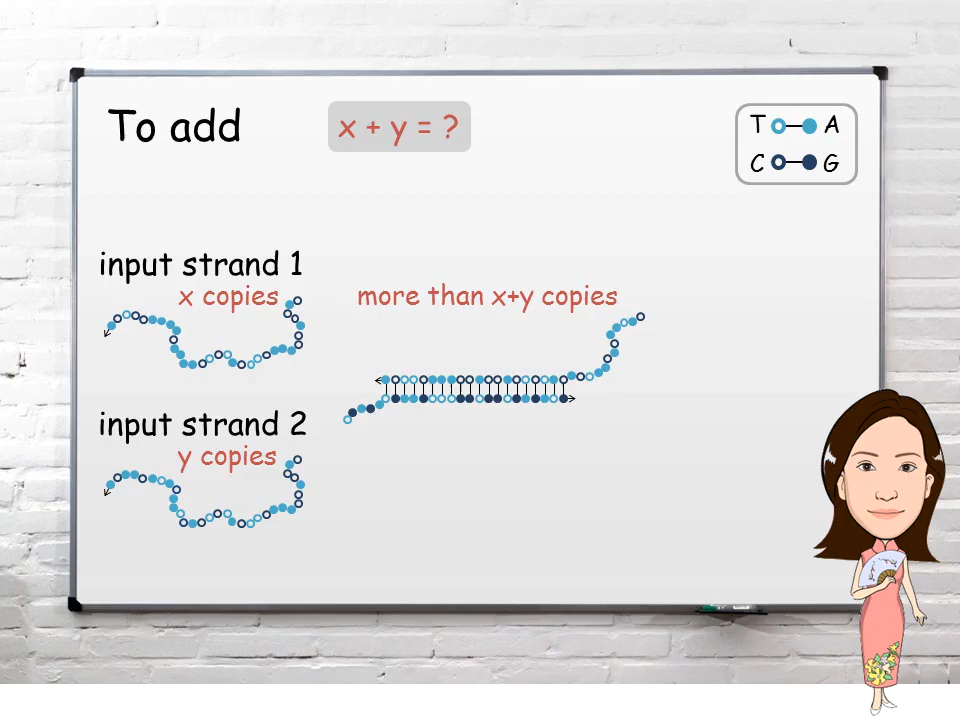 To add
x + y = ?
T A
C G
input strand 1
x copies
more than x+y copies
input strand 2
y copies